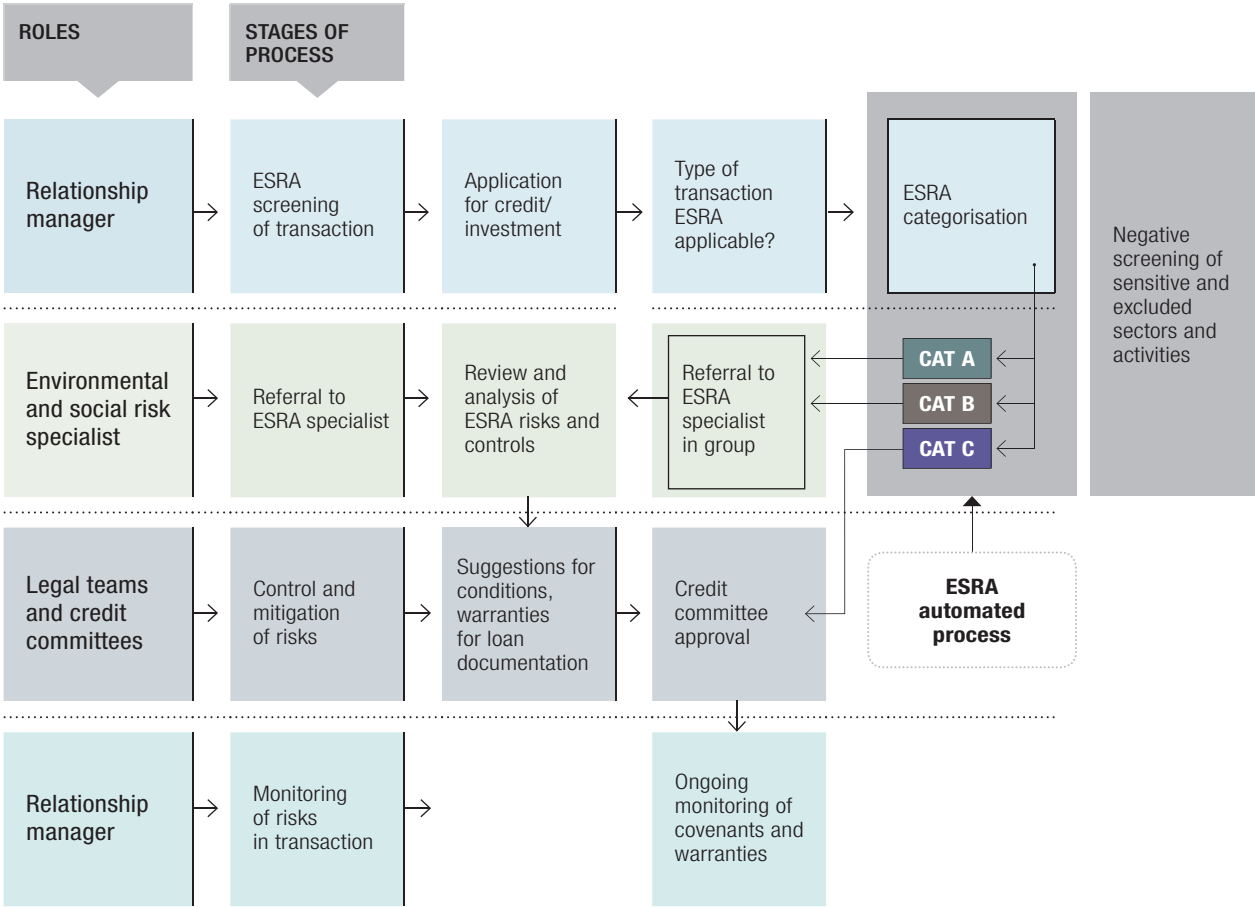 ROLES
STAGES OF
PROCESS
Relationship
manager
ESRA
screening
of transaction
Application
for credit/
investment
Type of
transaction
ESRA
applicable?
ESRA
categorisation
Negative
screening of
sensitive and
excluded
sectors and
activities
Environmental
and social risk
specialist
Referral to
ESRA specialist
Review and
analysis of
ESRA risks and
controls
Referral to
ESRA
specialist
in group
CAT A
CAT B
CAT C
Legal teams
and credit
committees
Control and
mitigation
of risks
Suggestions for
conditions,
warranties
for loan
documentation
Credit
committee
approval
ESRA
automated
process
Relationship
manager
Monitoring
of risks
in transaction
Ongoing
monitoring of
covenants and
warranties